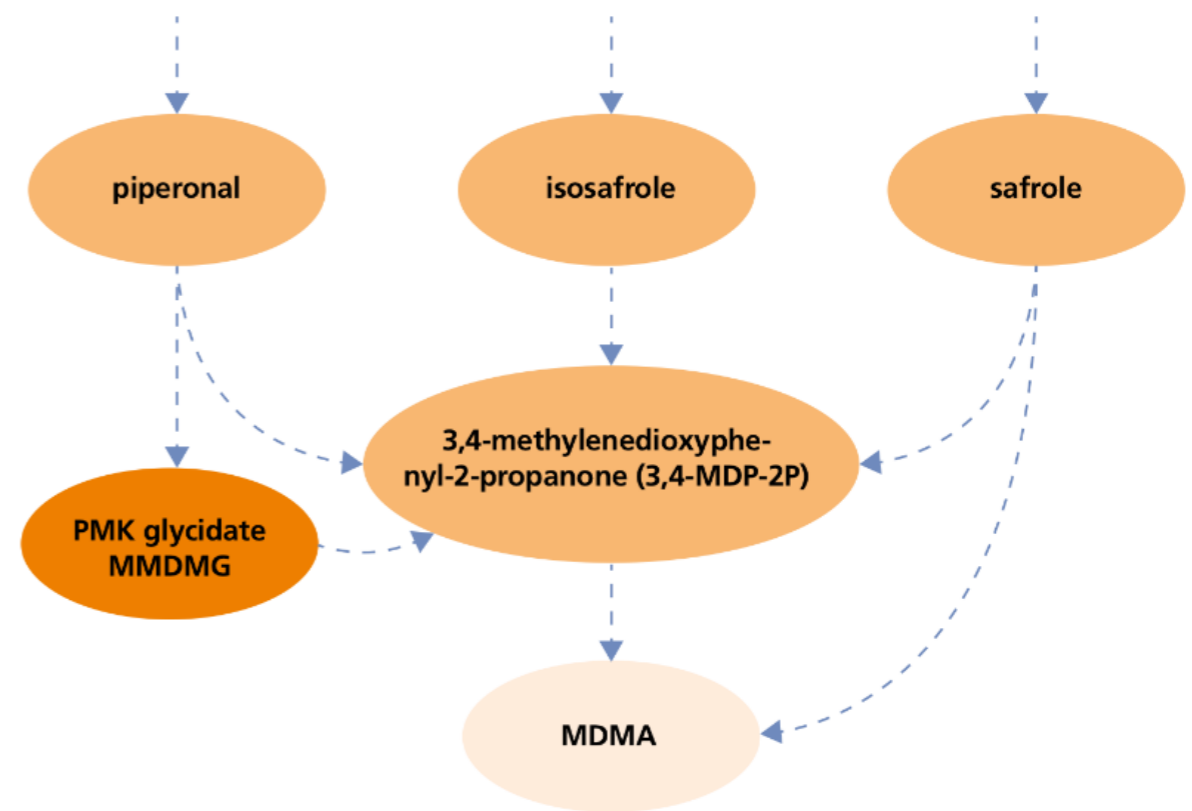 piperonal
isosafrole
safrole
3,4-methylenedioxyphe-
nyl-2-propanone (3,4-MDP-2P)
PMK glycidate
MMDMG
MDMA